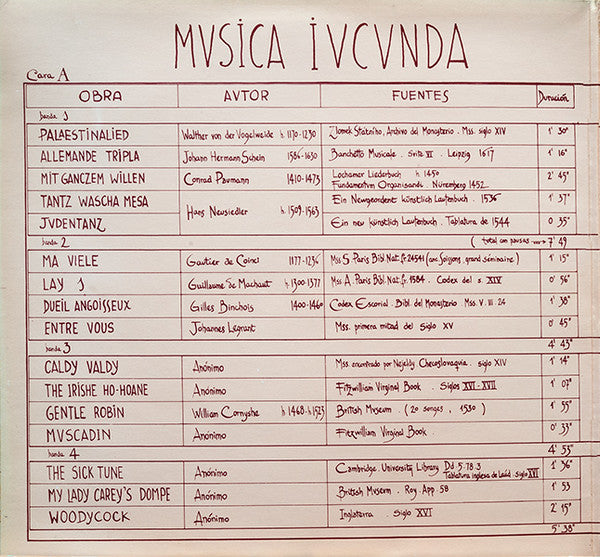 MVSICA IVCVNDA
Cara A
OBRA AVTOR FUENTES Duración
banda 1
PALAESTINALIED Walther von der Vogelweide h 1170-1230 Zlomek Statniho, Archivo del Monasterio. Mss. siglo XIV 1' 30"
ALLEMANDE TRIPLA Johann Hermann Schein 1586-1630 Banchetto Musicale. Suite VI. Leipzig 1617 1' 16"
MIT GANCZEM WILLEN Conrad Paumann 1410-1473 Lochamer Liederbuch h 1450 2' 45"
Fundamentum Organisandi. Nüremberg 1452
TANTZ WASCHA MESA Hans Neusiedler h. 1509-1563 Ein Newgeordenet künstlich Lautenbuch. 1536 1' 37"
JVDENTANZ Ein new künstlich Lautenbuch. Tablatura de 1544 0' 35"
banda 2 (total con pausas 7' 49
MA VIELE Gautier de Coinci 1177-1236 Mss S. Paris Bibl. Nat. fr. 24541 (anc. Soissons, grand séminaire) 1' 15"
LAY 1 Guillaume de Machaut h. 1300-1377 Mss A. Paris Bibl. Nat. fr. 1584. Codex del s. XIV 0' 56"
DUEIL ANGOISSEUX Gilles Binchois 1400-1460 Codex Escorial. Bibl. del Monasterio Mss. V. III. 24 1' 38"
ENTRE VOUS Johannes Legrant Mss. primera mitad del Siglo XV 0' 45"
banda 3 4' 43"
CALDY VALDY Anónimo Mss. encontrado por Nejeldy Checoslovaquia. siglo XIV 1' 14"
THE IRISHE HO-HOANE Anónimo Fitzwilliam Virginal Book. Siglos XVI-XVII 1' 07"
GENTLE ROBIN William Cornyshe h 1468-h 1523 British Museum (20 songes. 1530) 1' 55"
MVSCADIN Anónimo Fitzwilliam Virginal Book. 0' 33"
banda 4 4' 53"
THE SICK TUNE Anónimo Cambridge. University Library Dd 5.78.3 1' 36"
Tablatura inglesa de Laúd. siglo XVI
MY LADY CAREY'S DOMPE Anónimo British Museum. Roy. App. 58 1' 53
WOODYCOCK Anónimo Inglaterra. Siglo XVI 2' 15"
5' 38"